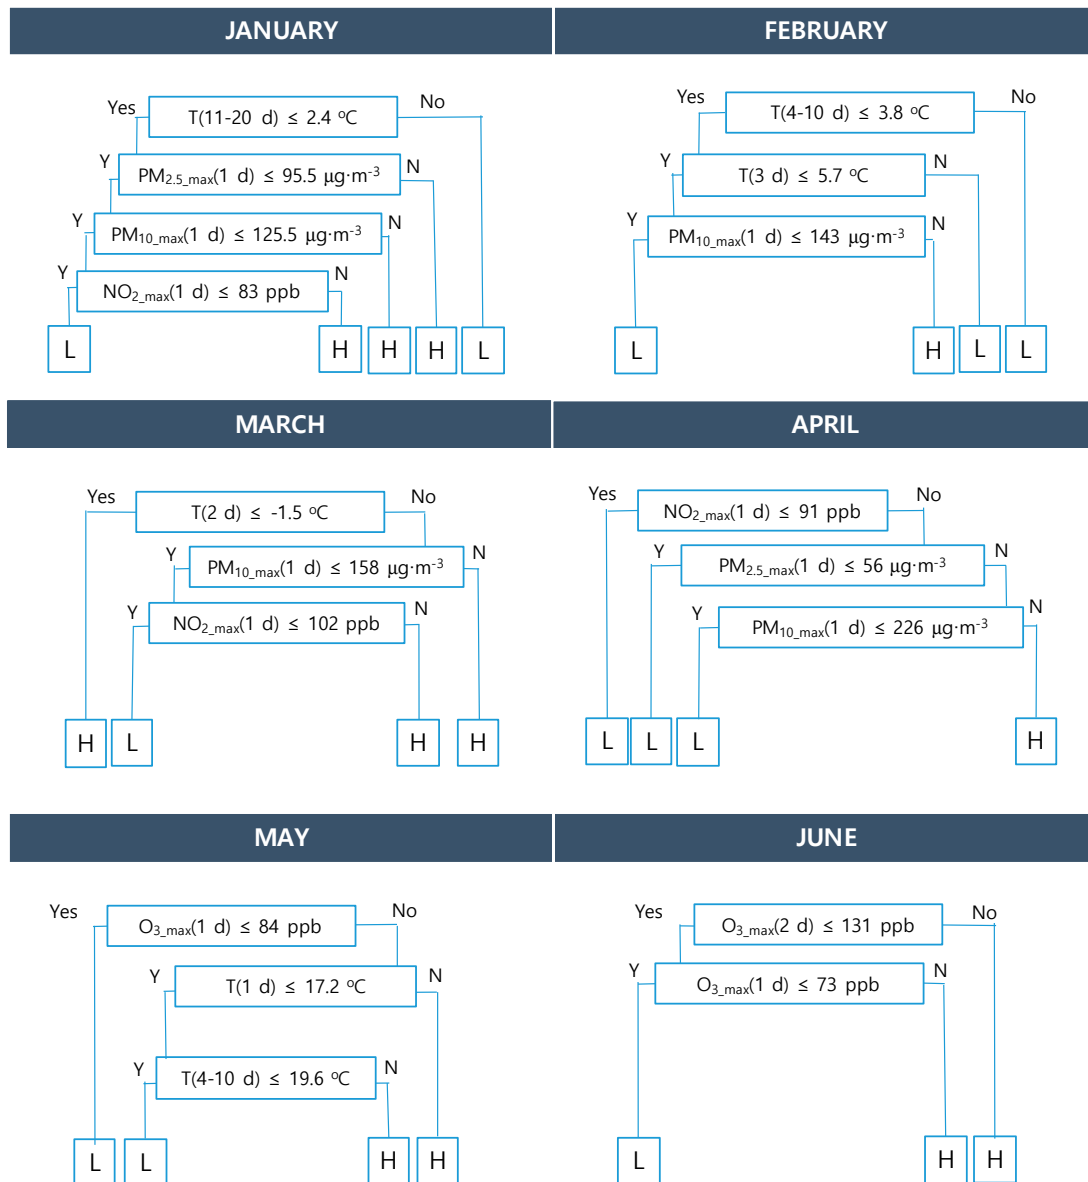 JANUARY
FEBRUARY
Yes
T(11-20 d) ≤ 2.4 ºC
No
Y
PM2.5_max(1 d) ≤ 95.5 μg·m-3
N
Y
PM10_max(1 d) ≤ 125.5 μg·m-3
N
Y
NO2_max(1 d) ≤ 83 ppb
N
L
H
H
H
L
Yes
T(4-10 d) ≤ 3.8 ºC
No
Y
T(3 d) ≤ 5.7 ºC
N
Y
PM10_max(1 d) ≤ 143 μg·m-3
N
L
H
L
L
MARCH
APRIL
Yes
T(2 d) ≤ -1.5 ºC
No
Y
PM10_max(1 d) ≤ 158 μg·m-3
N
Y
NO2_max(1 d) ≤ 102 ppb
N
H
L
H
H
Yes
NO2_max(1 d) ≤ 91 ppb
No
Y
PM2.5_max(1 d) ≤ 56 μg·m-3
N
Y
PM10_max(1 d) ≤ 226 μg·m-3
N
L
L
L
H
MAY
JUNE
Yes
O3_max(1 d) ≤ 84 ppb
No
Y
T(1 d) ≤ 17.2 ºC
N
Y
T(4-10 d) ≤ 19.6 ºC
N
L
L
H
H
Yes
O3_max(2 d) ≤ 131 ppb
No
Y
O3_max(1 d) ≤ 73 ppb
N
L
H
H